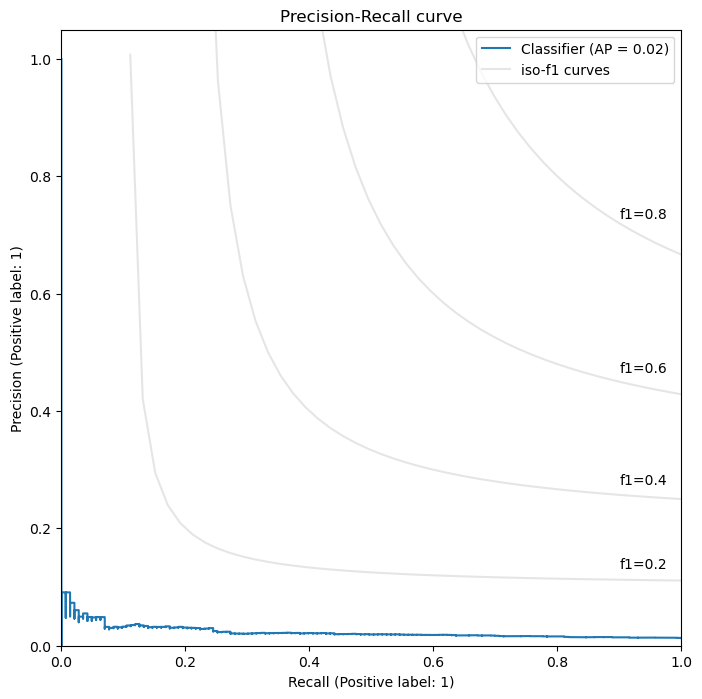 Precision-Recall curve
Classifier (AP = 0.02)
iso-f1 curves
1.0
0.8
0.6
0.4
0.2
0.0
Precision (Positive label: 1)
f1=0.8
f1=0.6
f1=0.4
f1=0.2
0.0 0.2 0.4 0.6 0.8 1.0
Recall (Positive label: 1)